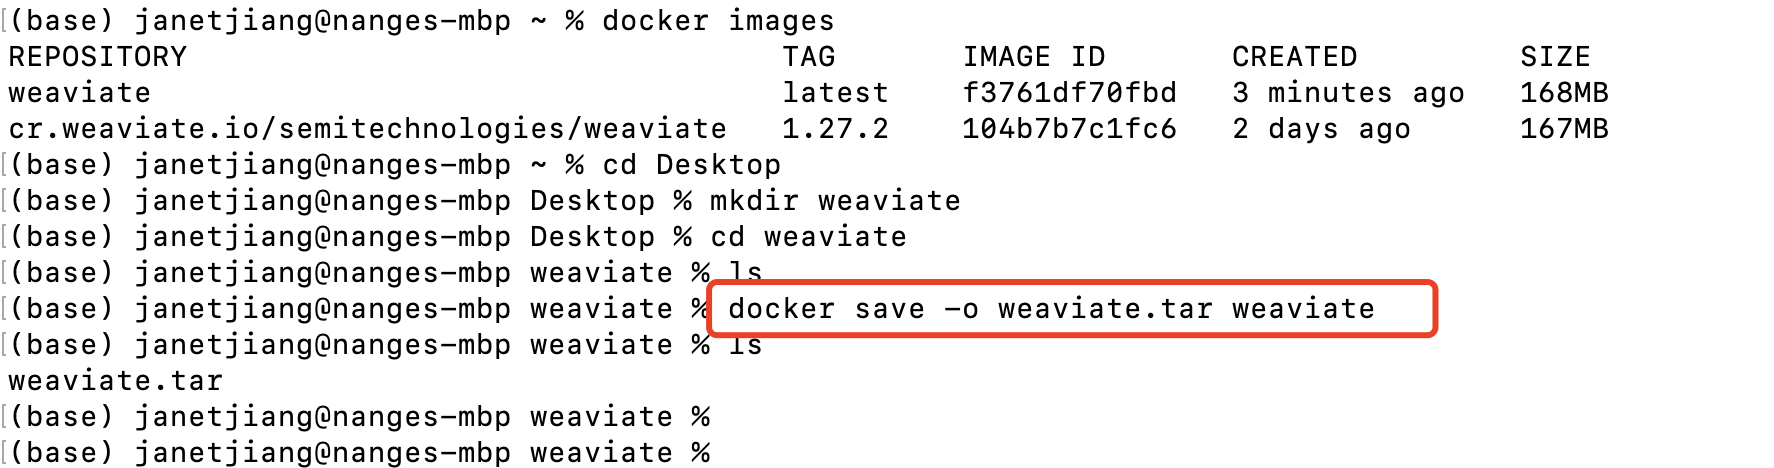 (base) janetjiang@nanges-mbp ~ % docker images
REPOSITORY TAG IMAGE ID CREATED SIZE
weaviate latest f3761df70fbd 3 minutes ago 168MB
cr.weaviate.io/semitechnologies/weaviate 1.27.2 104b7b7c1fc6 2 days ago 167MB
(base) janetjiang@nanges-mbp ~ % cd Desktop
(base) janetjiang@nanges-mbp Desktop % mkdir weaviate
(base) janetjiang@nanges-mbp Desktop % cd weaviate
(base) janetjiang@nanges-mbp weaviate % ls
(base) janetjiang@nanges-mbp weaviate % docker save -o weaviate.tar weaviate
(base) janetjiang@nanges-mbp weaviate % ls
weaviate.tar
(base) janetjiang@nanges-mbp weaviate %
(base) janetjiang@nanges-mbp weaviate %